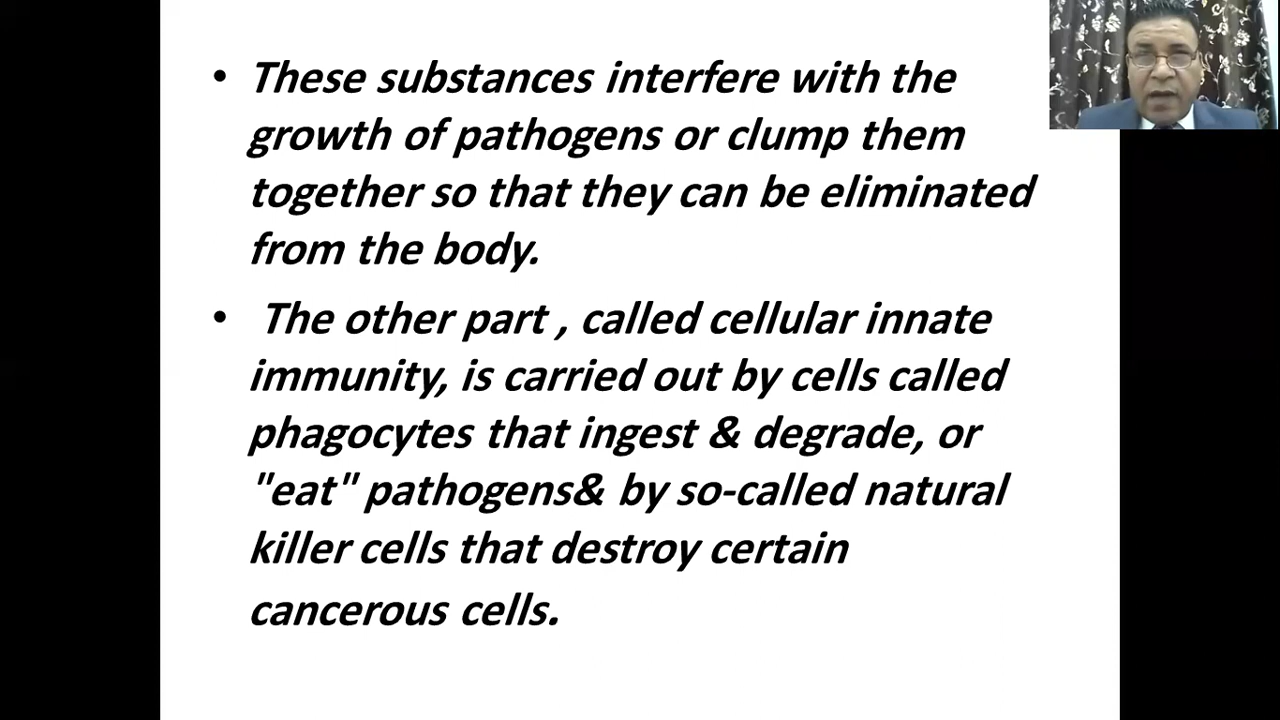 • These substances interfere with the
growth of pathogens or clump them
together so that they can be eliminated
from the body.
• The other part , called cellular innate
immunity, is carried out by cells called
phagocytes that ingest & degrade, or
"eat" pathogens& by so-called natural
killer cells that destroy certain
cancerous cells.